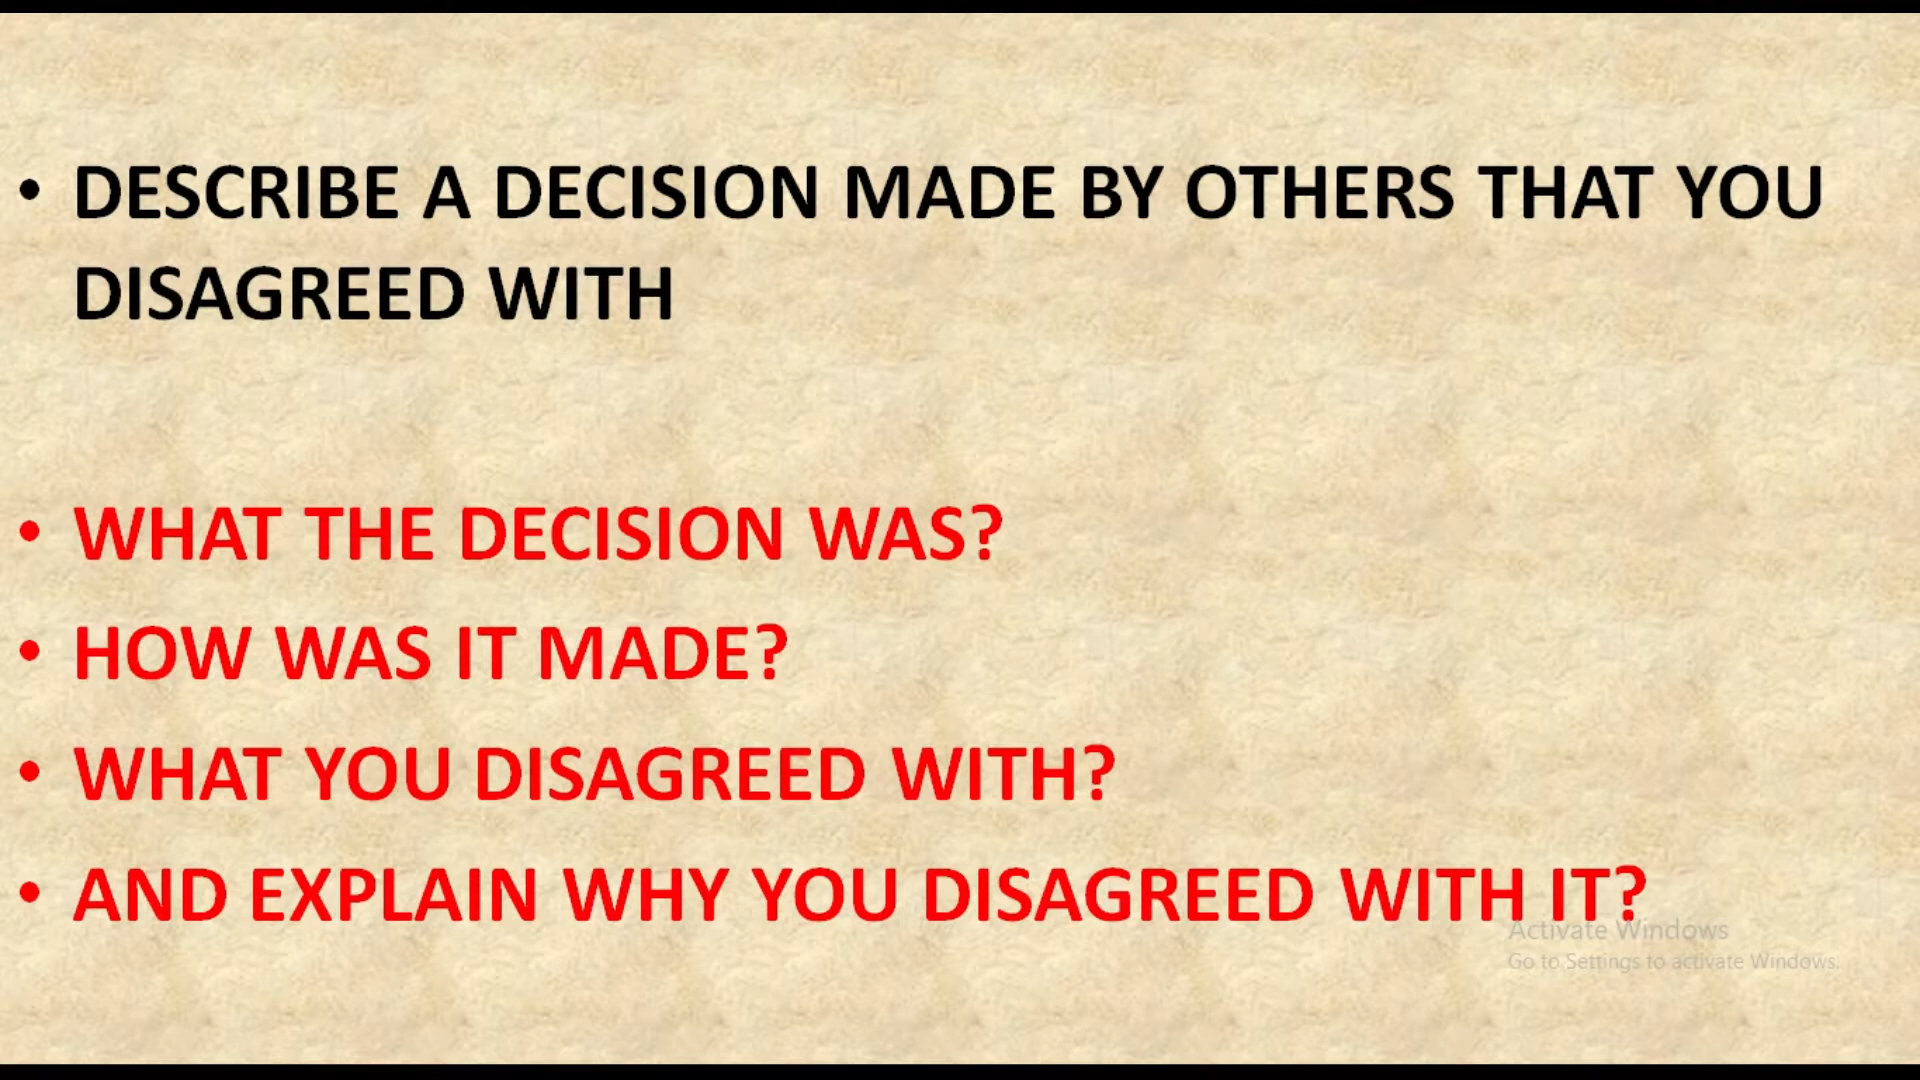 • DESCRIBE A DECISION MADE BY OTHERS THAT YOU
DISAGREED WITH
• WHAT THE DECISION WAS?
• HOW WAS IT MADE?
• WHAT YOU DISAGREED WITH?
• AND EXPLAIN WHY YOU DISAGREED WITH IT?
Activate Windows
Go to Settings to activate Windows.